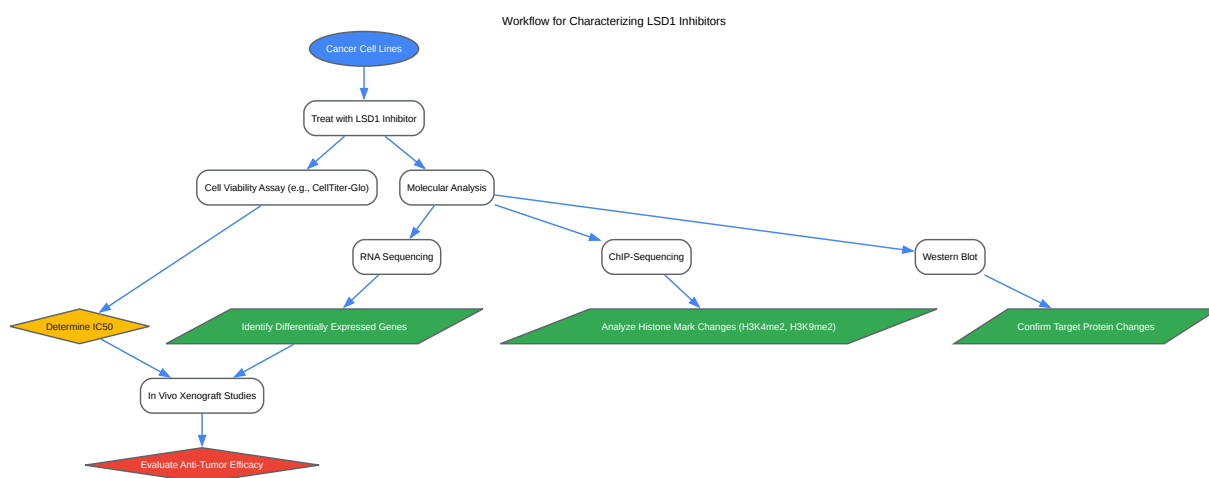 Workflow for Characterizing LSD1 Inhibitors
Cancer Cell Lines
Treat with LSD1 Inhibitor
Cell Viability Assay (e.g., CellTiter-Glo)
Molecular Analysis
RNA Sequencing
ChIP-Sequencing
Western Blot
Determine IC50
Identify Differentially Expressed Genes
Analyze Histone Mark Changes (H3K4me2, H3K9me2)
Confirm Target Protein Changes
In Vivo Xenograft Studies
Evaluate Anti-Tumor Efficacy